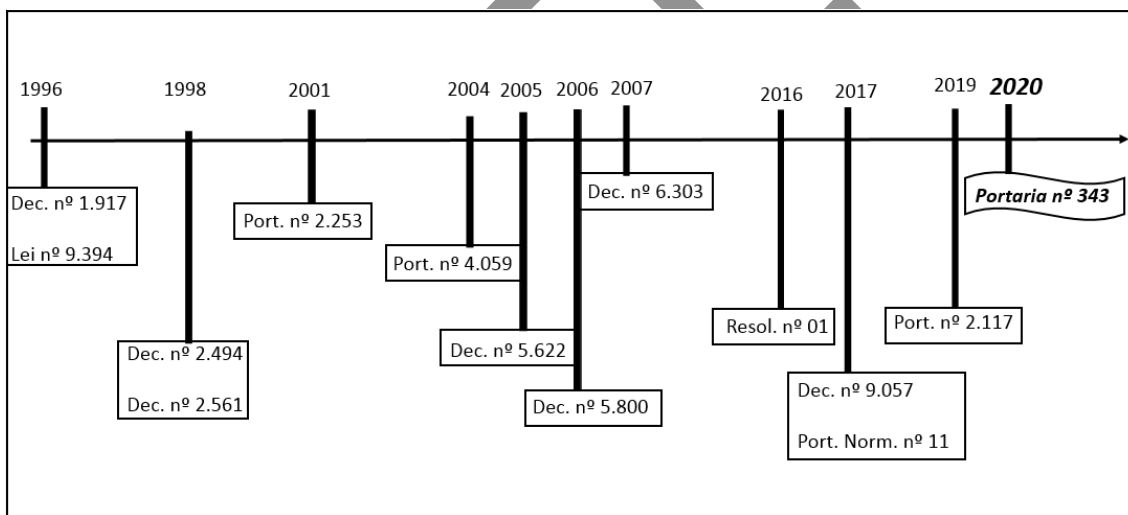 1996
1998
2001
2004
2005
2006
2007
2016
2017
2019
2020
Dec. nº 1.917
Lei nº 9.394
Dec. nº 2.494
Dec. nº 2.561
Port. nº 2.253
Port. nº 4.059
Dec. nº 5.622
Dec. nº 5.800
Dec. nº 6.303
Resol. nº 01
Dec. nº 9.057
Port. Norm. nº 11
Port. nº 2.117
Portaria nº 343